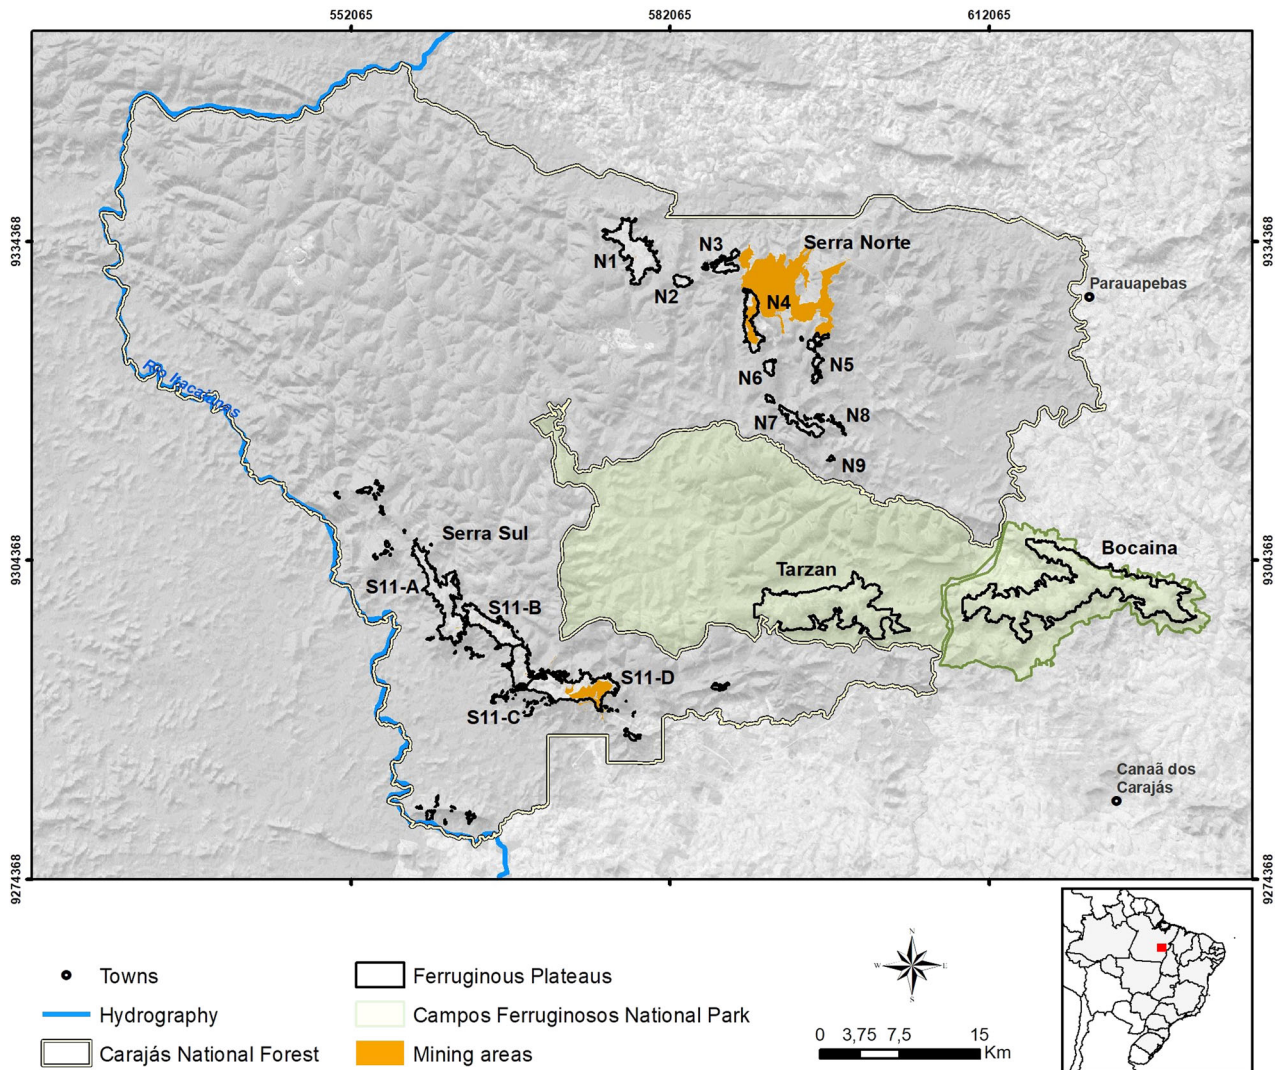 552065
582065
612065
9334368
9334368
Serra Norte
N3
N1
N2
N4
Parauapebas
N5
N6
N7
N8
N9
Rio Itacaiúnas
Serra Sul
Bocaina
9304368
9304368
Tarzan
S11-A
S11-B
S11-D
S11-C
Canaã dos
Carajás
9274368
9274368
N
W
E
S
Towns
Ferruginous Plateaus
Hydrography
Campos Ferruginosos National Park
Carajás National Forest
Mining areas
0 3,75 7,5 15
Km